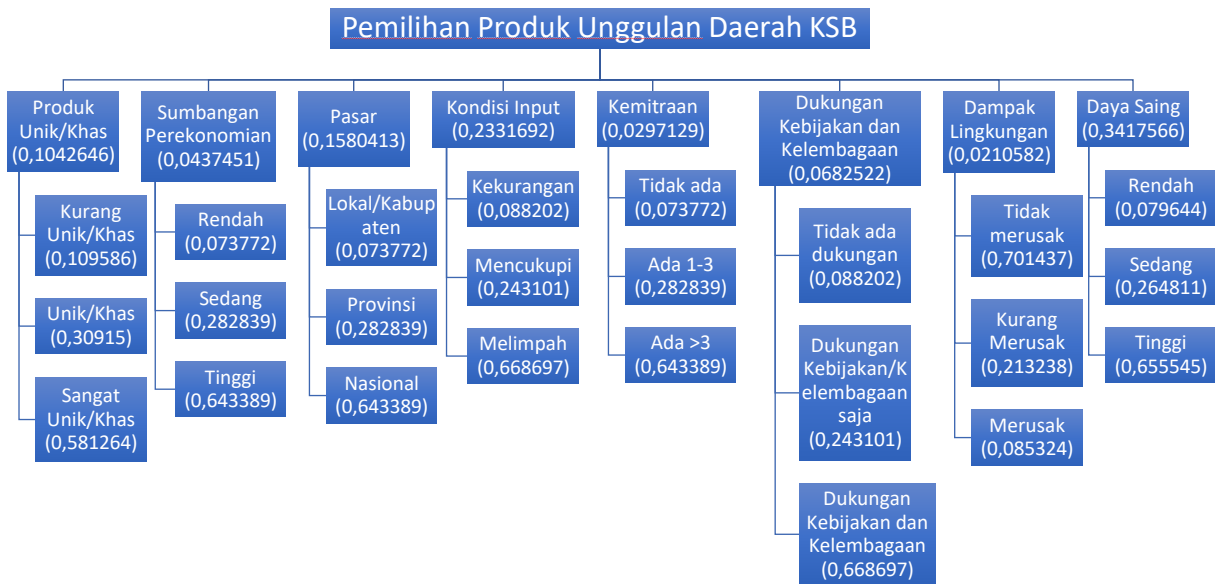 Pemilihan Produk Unggulan Daerah KSB
Produk
Unik/Khas
(0,1042646)
Kurang
Unik/Khas
(0,109586)
Unik/Khas
(0,30915)
Sangat
Unik/Khas
(0,581264)
Sumbangan
Perekonomian
(0,0437451)
Rendah
(0,073772)
Sedang
(0,282839)
Tinggi
(0,643389)
Pasar
(0,1580413)
Lokal/Kabup
aten
(0,073772)
Provinsi
(0,282839)
Nasional
(0,643389)
Kondisi Input
(0,2331692)
Kekurangan
(0,088202)
Mencukupi
(0,243101)
Melimpah
(0,668697)
Kemitraan
(0,0297129)
Tidak ada
(0,073772)
Ada 1-3
(0,282839)
Ada >3
(0,643389)
Dukungan
Kebijakan dan
Kelembagaan
(0,0682522)
Tidak ada
dukungan
(0,088202)
Dukungan
Kebijakan/K
elembagaan
saja
(0,243101)
Dukungan
Kebijakan dan
Kelembagaan
(0,668697)
Dampak
Lingkungan
(0,0210582)
Tidak
merusak
(0,701437)
Kurang
Merusak
(0,213238)
Merusak
(0,085324)
Daya Saing
(0,3417566)
Rendah
(0,079644)
Sedang
(0,264811)
Tinggi
(0,655545)